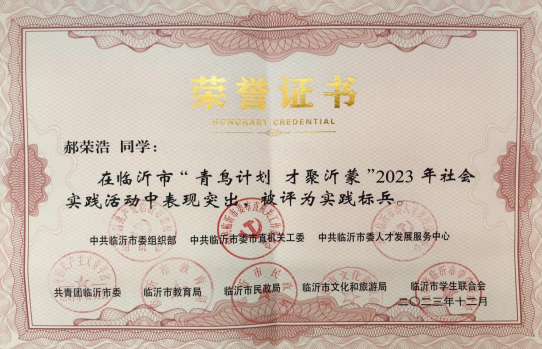 荣誉证书
HONORARY CREDENTIAL
郝荣浩 同学：
在临沂市“青鸟计划 才聚沂蒙”2023年社会
实践活动中表现突出，被评为实践标兵。
中共临沂市委组织部 中共临沂市委市直机关工委 中共临沂市委人才发展服务中心
共青团临沂市委 临沂市教育局 临沂市民政局 临沂市文化和旅游局 临沂市学生联合会
二〇二三年十二月